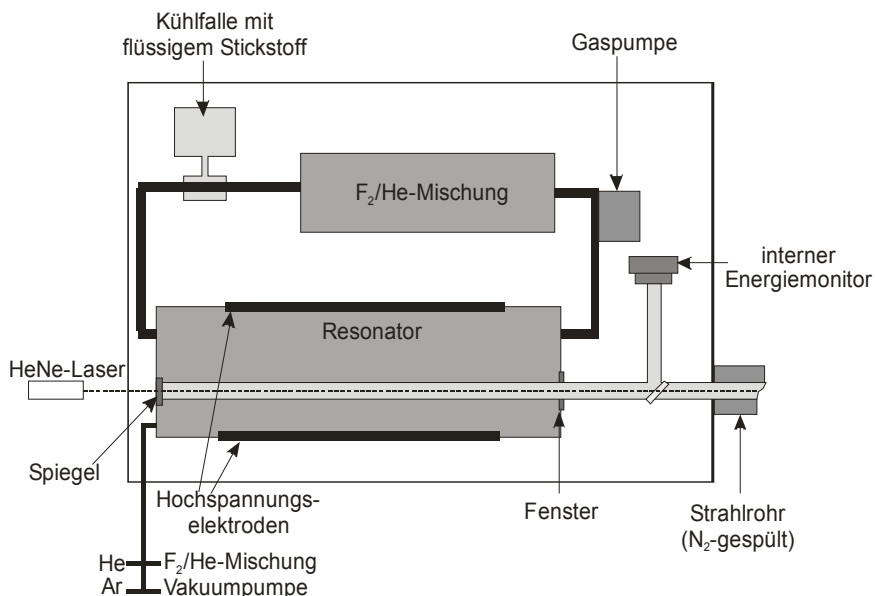 Kühlfalle mit
flüssigem Stickstoff
Gaspumpe
F₂/He-Mischung
interner
Energiemonitor
Resonator
HeNe-Laser
Spiegel
Hochspannungs-
elektroden
Fenster
Strahlrohr
(N₂-gespült)
He F₂/He-Mischung
Ar Vakuumpumpe